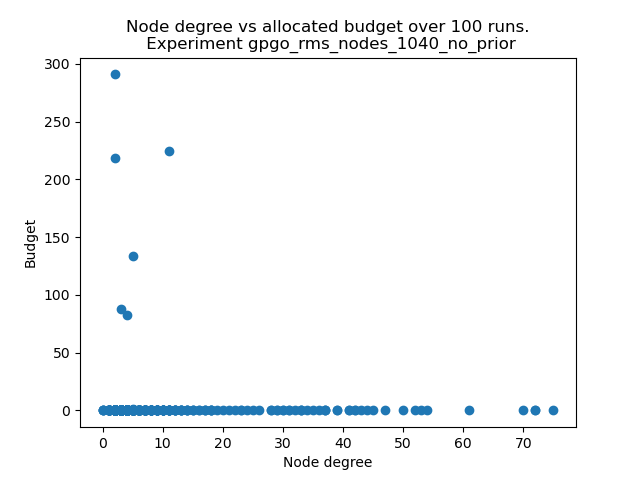 Node degree vs allocated budget over 100 runs.
Experiment gpgo_rms_nodes_1040_no_prior
300
250
200
150
100
50
0
Budget
0 10 20 30 40 50 60 70
Node degree